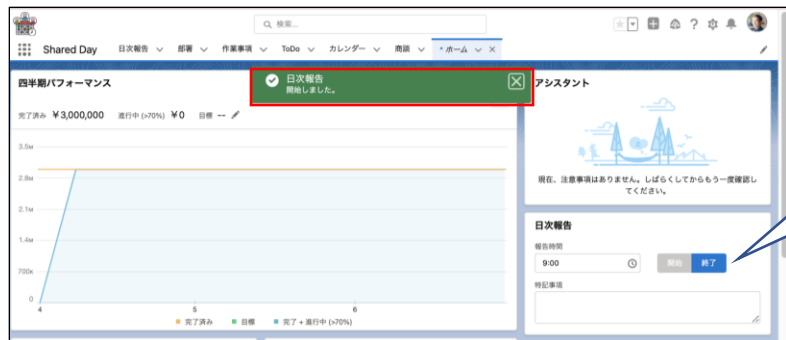 検索...
Shared Day 日次報告 部署 作業事項 ToDo カレンダー 商談 * ホーム
四半期パフォーマンス
日次報告
開始しました。
完了済み ¥3,000,000 進行中 (>70%) ¥0 目標 --
3.5м
2.8м
2.1м
1.4м
700к
0
4 5 6
完了済み 目標 完了 + 進行中 (>70%)
アシスタント
現在、注意事項はありません。しばらくしてからもう一度確認し
てください。
日次報告
報告時間
9:00 開始 終了
特記事項